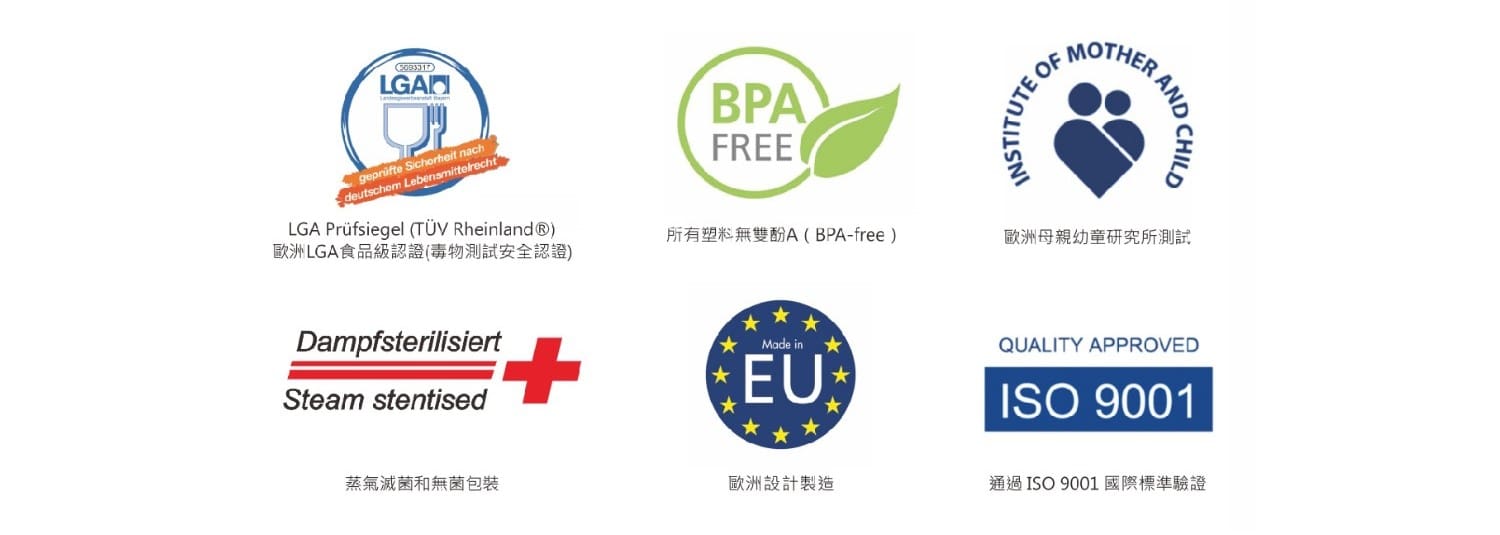 5093317
LGA
Landesgewerbeanstalt Bayern
geprüfte Sicherheit nach
deutschem Lebensmittelrecht
LGA Prüfsiegel (TÜV Rheinland®)
歐洲LGA食品級認證(毒物測試安全認證)
BPA
FREE
所有塑料無雙酚A ( BPA-free )
INSTITUTE OF MOTHER AND CHILD
歐洲母親幼童研究所測試
Dampfsterilisiert
Steam stentised
蒸氣滅菌和無菌包裝
Made in
EU
歐洲設計製造
QUALITY APPROVED
ISO 9001
通過 ISO 9001 國際標準驗證